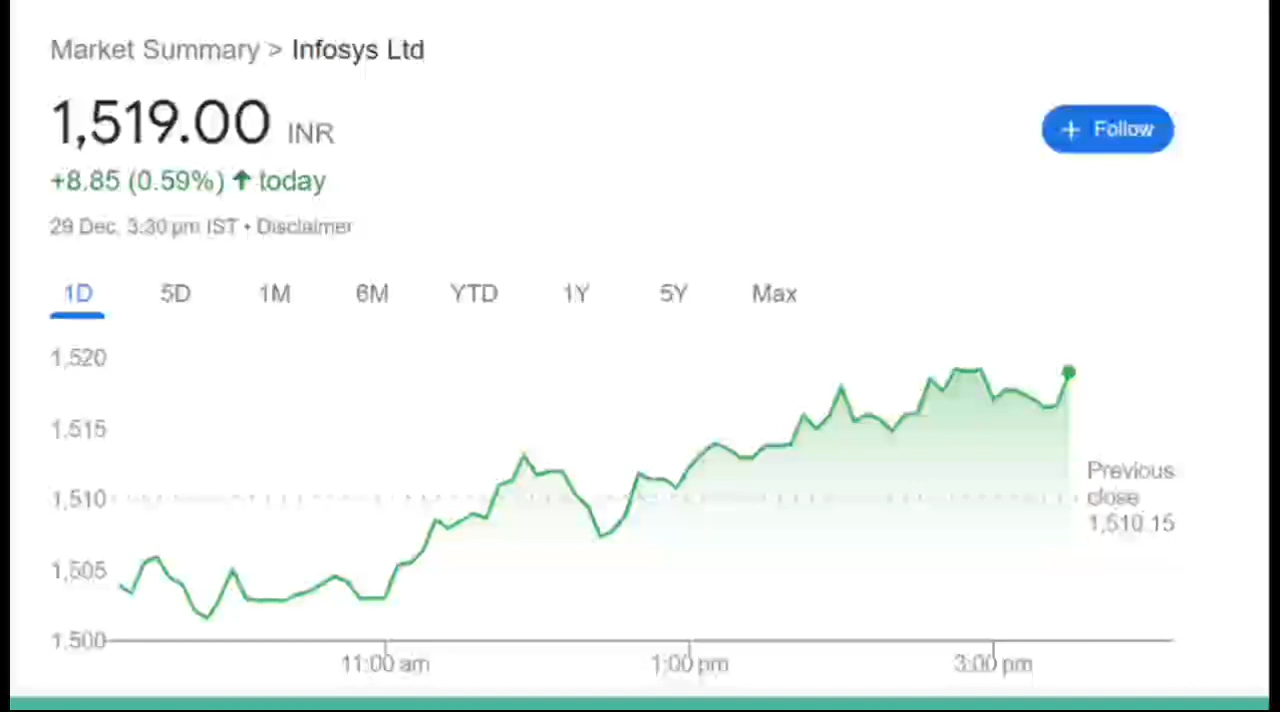 Market Summary > Infosys Ltd
1,519.00 INR
+ Follow
+8.85 (0.59%) ↑ today
29 Dec, 3:30 pm IST • Disclaimer
1D 5D 1M 6M YTD 1Y 5Y Max
1,520
1,515
1,510
1,505
1,500
Previous
close
1,510.15
11:00 am 1:00 pm 3:00 pm